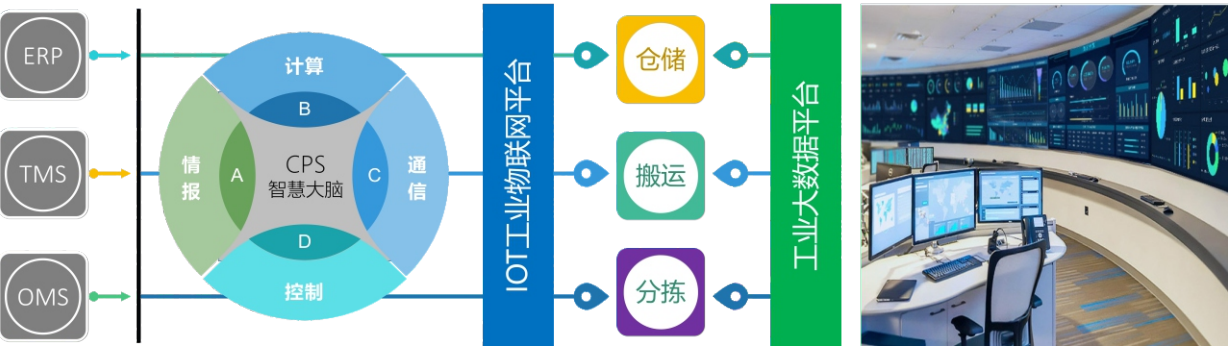 ERP
TMS
OMS
计算
B
情报
A
CPS
智慧大脑
C
通信
D
控制
IOT工业物联网平台
仓储
搬运
分拣
工业大数据平台